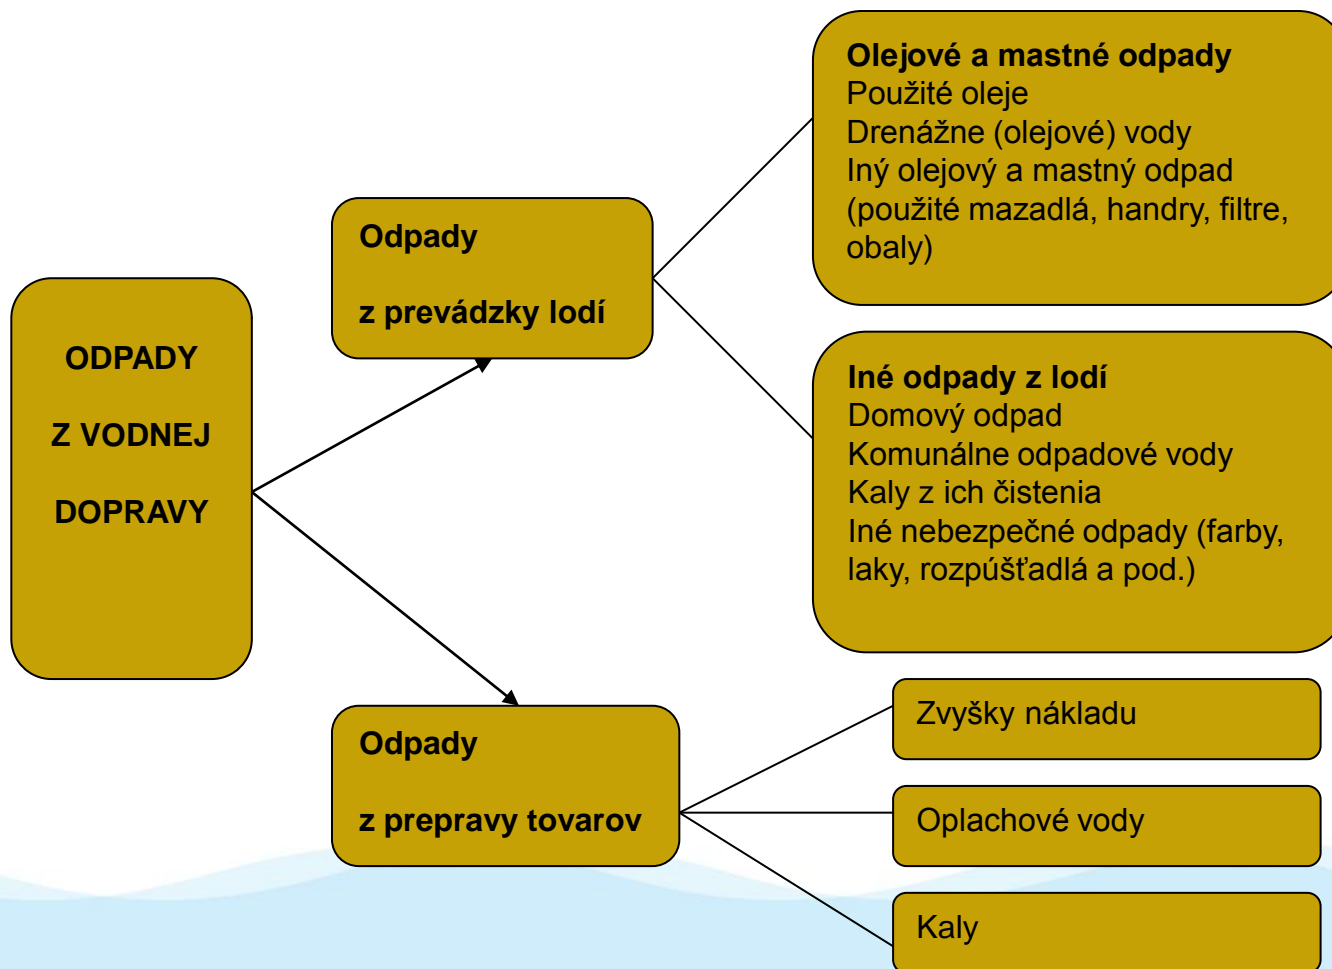 ODPADY
Z VODNEJ
DOPRAVY
Odpady
z prevádzky lodí
Olejové a mastné odpady
Použité oleje
Drenážne (olejové) vody
Iný olejový a mastný odpad
(použité mazadlá, handry, filtre,
obaly)
Iné odpady z lodí
Domový odpad
Komunálne odpadové vody
Kaly z ich čistenia
Iné nebezpečné odpady (farby,
laky, rozpúšťadlá a pod.)
Odpady
z prepravy tovarov
Zvyšky nákladu
Oplachové vody
Kaly